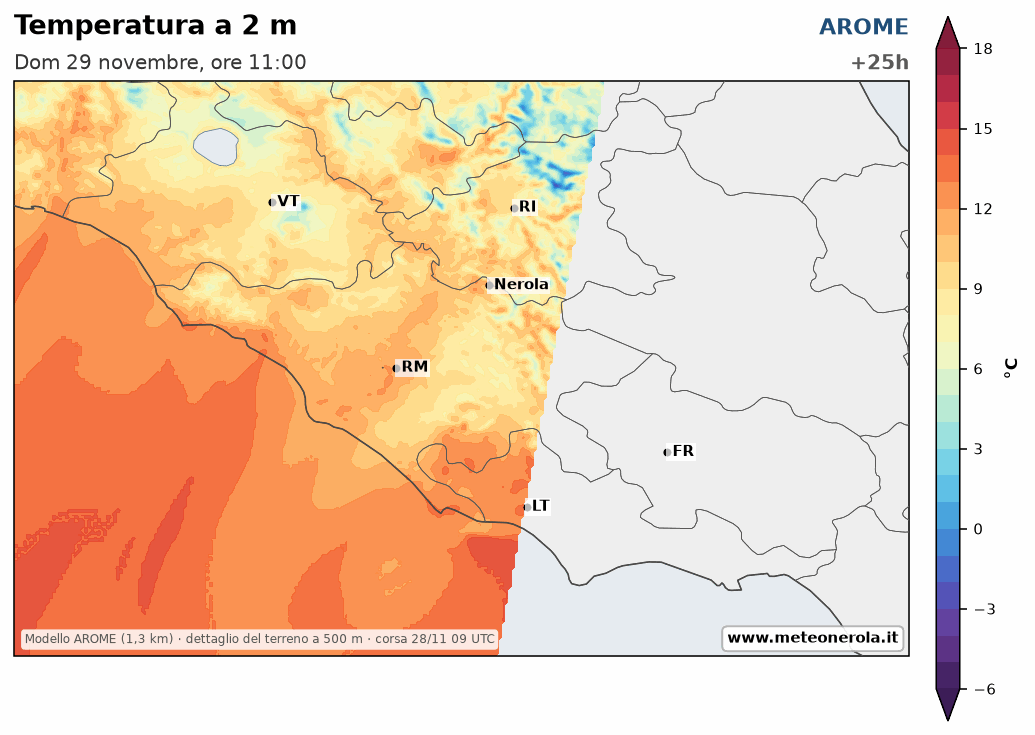 Temperatura a 2 m
AROME
Dom 29 novembre, ore 11:00
+25h
18
15
12
9
6
3
0
−3
−6
°C
VT
RI
Nerola
RM
FR
LT
Modello AROME (1,3 km) · dettaglio del terreno a 500 m · corsa 28/11 09 UTC
www.meteonerola.it